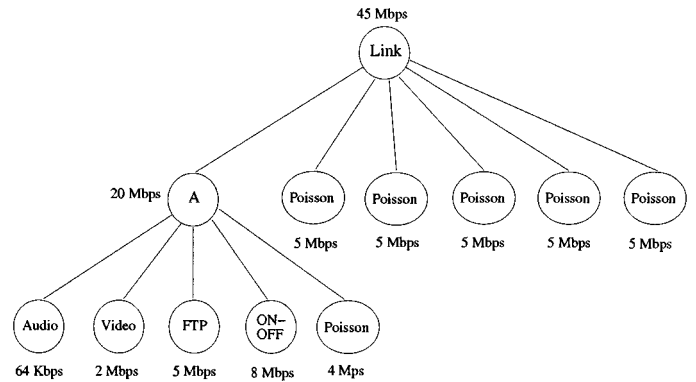 45 Mbps
Link
20 Mbps
A
Poisson
Poisson
Poisson
Poisson
Poisson
5 Mbps
5 Mbps
5 Mbps
5 Mbps
5 Mbps
Audio
Video
FTP
ON–
OFF
Poisson
64 Kbps
2 Mbps
5 Mbps
8 Mbps
4 Mps